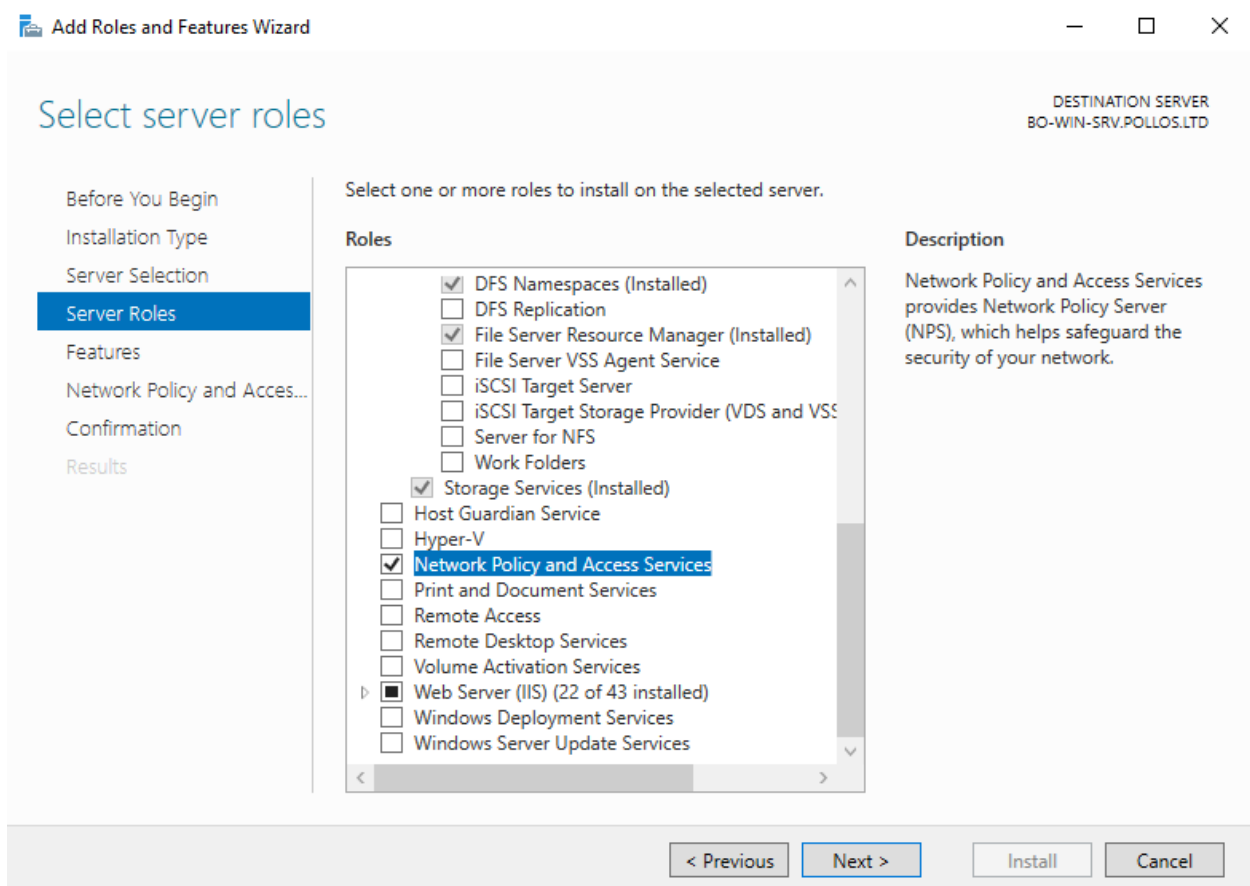 Add Roles and Features Wizard
Select server roles
DESTINATION SERVER
BO-WIN-SRV.POLLOS.LTD
Before You Begin
Installation Type
Server Selection
Server Roles
Features
Network Policy and Acces...
Confirmation
Results
Select one or more roles to install on the selected server.
Roles
DFS Namespaces (Installed)
DFS Replication
File Server Resource Manager (Installed)
File Server VSS Agent Service
iSCSI Target Server
iSCSI Target Storage Provider (VDS and VSS
Server for NFS
Work Folders
Storage Services (Installed)
Host Guardian Service
Hyper-V
Network Policy and Access Services
Print and Document Services
Remote Access
Remote Desktop Services
Volume Activation Services
Web Server (IIS) (22 of 43 installed)
Windows Deployment Services
Windows Server Update Services
Description
Network Policy and Access Services
provides Network Policy Server
(NPS), which helps safeguard the
security of your network.
< Previous
Next >
Install
Cancel